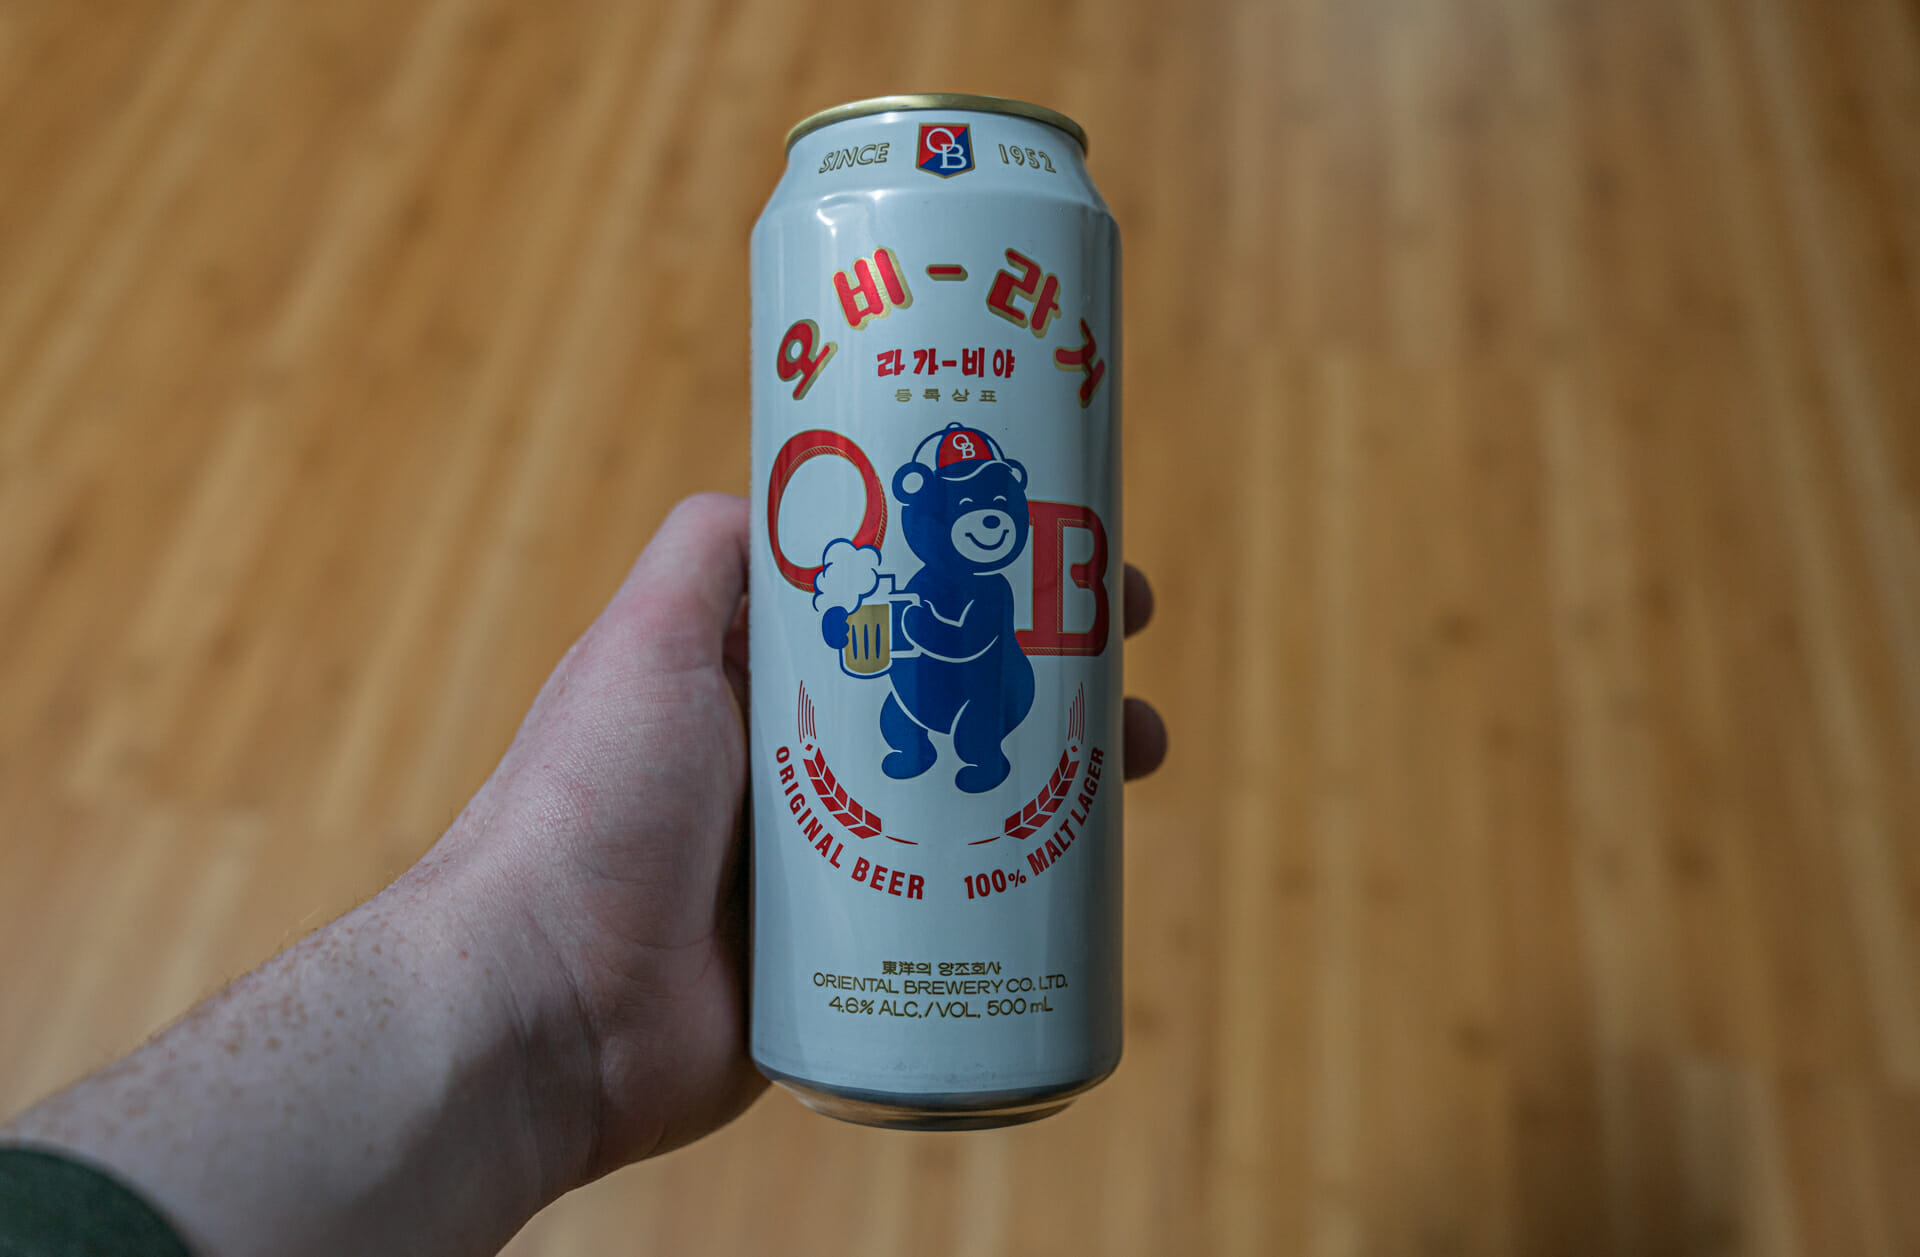 SINCE OB 1952
오비-라거
라가-비야
등록상표
OB
OB
ORIGINAL BEER 100% MALT LAGER
東洋의 양조회사
ORIENTAL BREWERY CO. LTD.
4.6% ALC./VOL. 500 mL